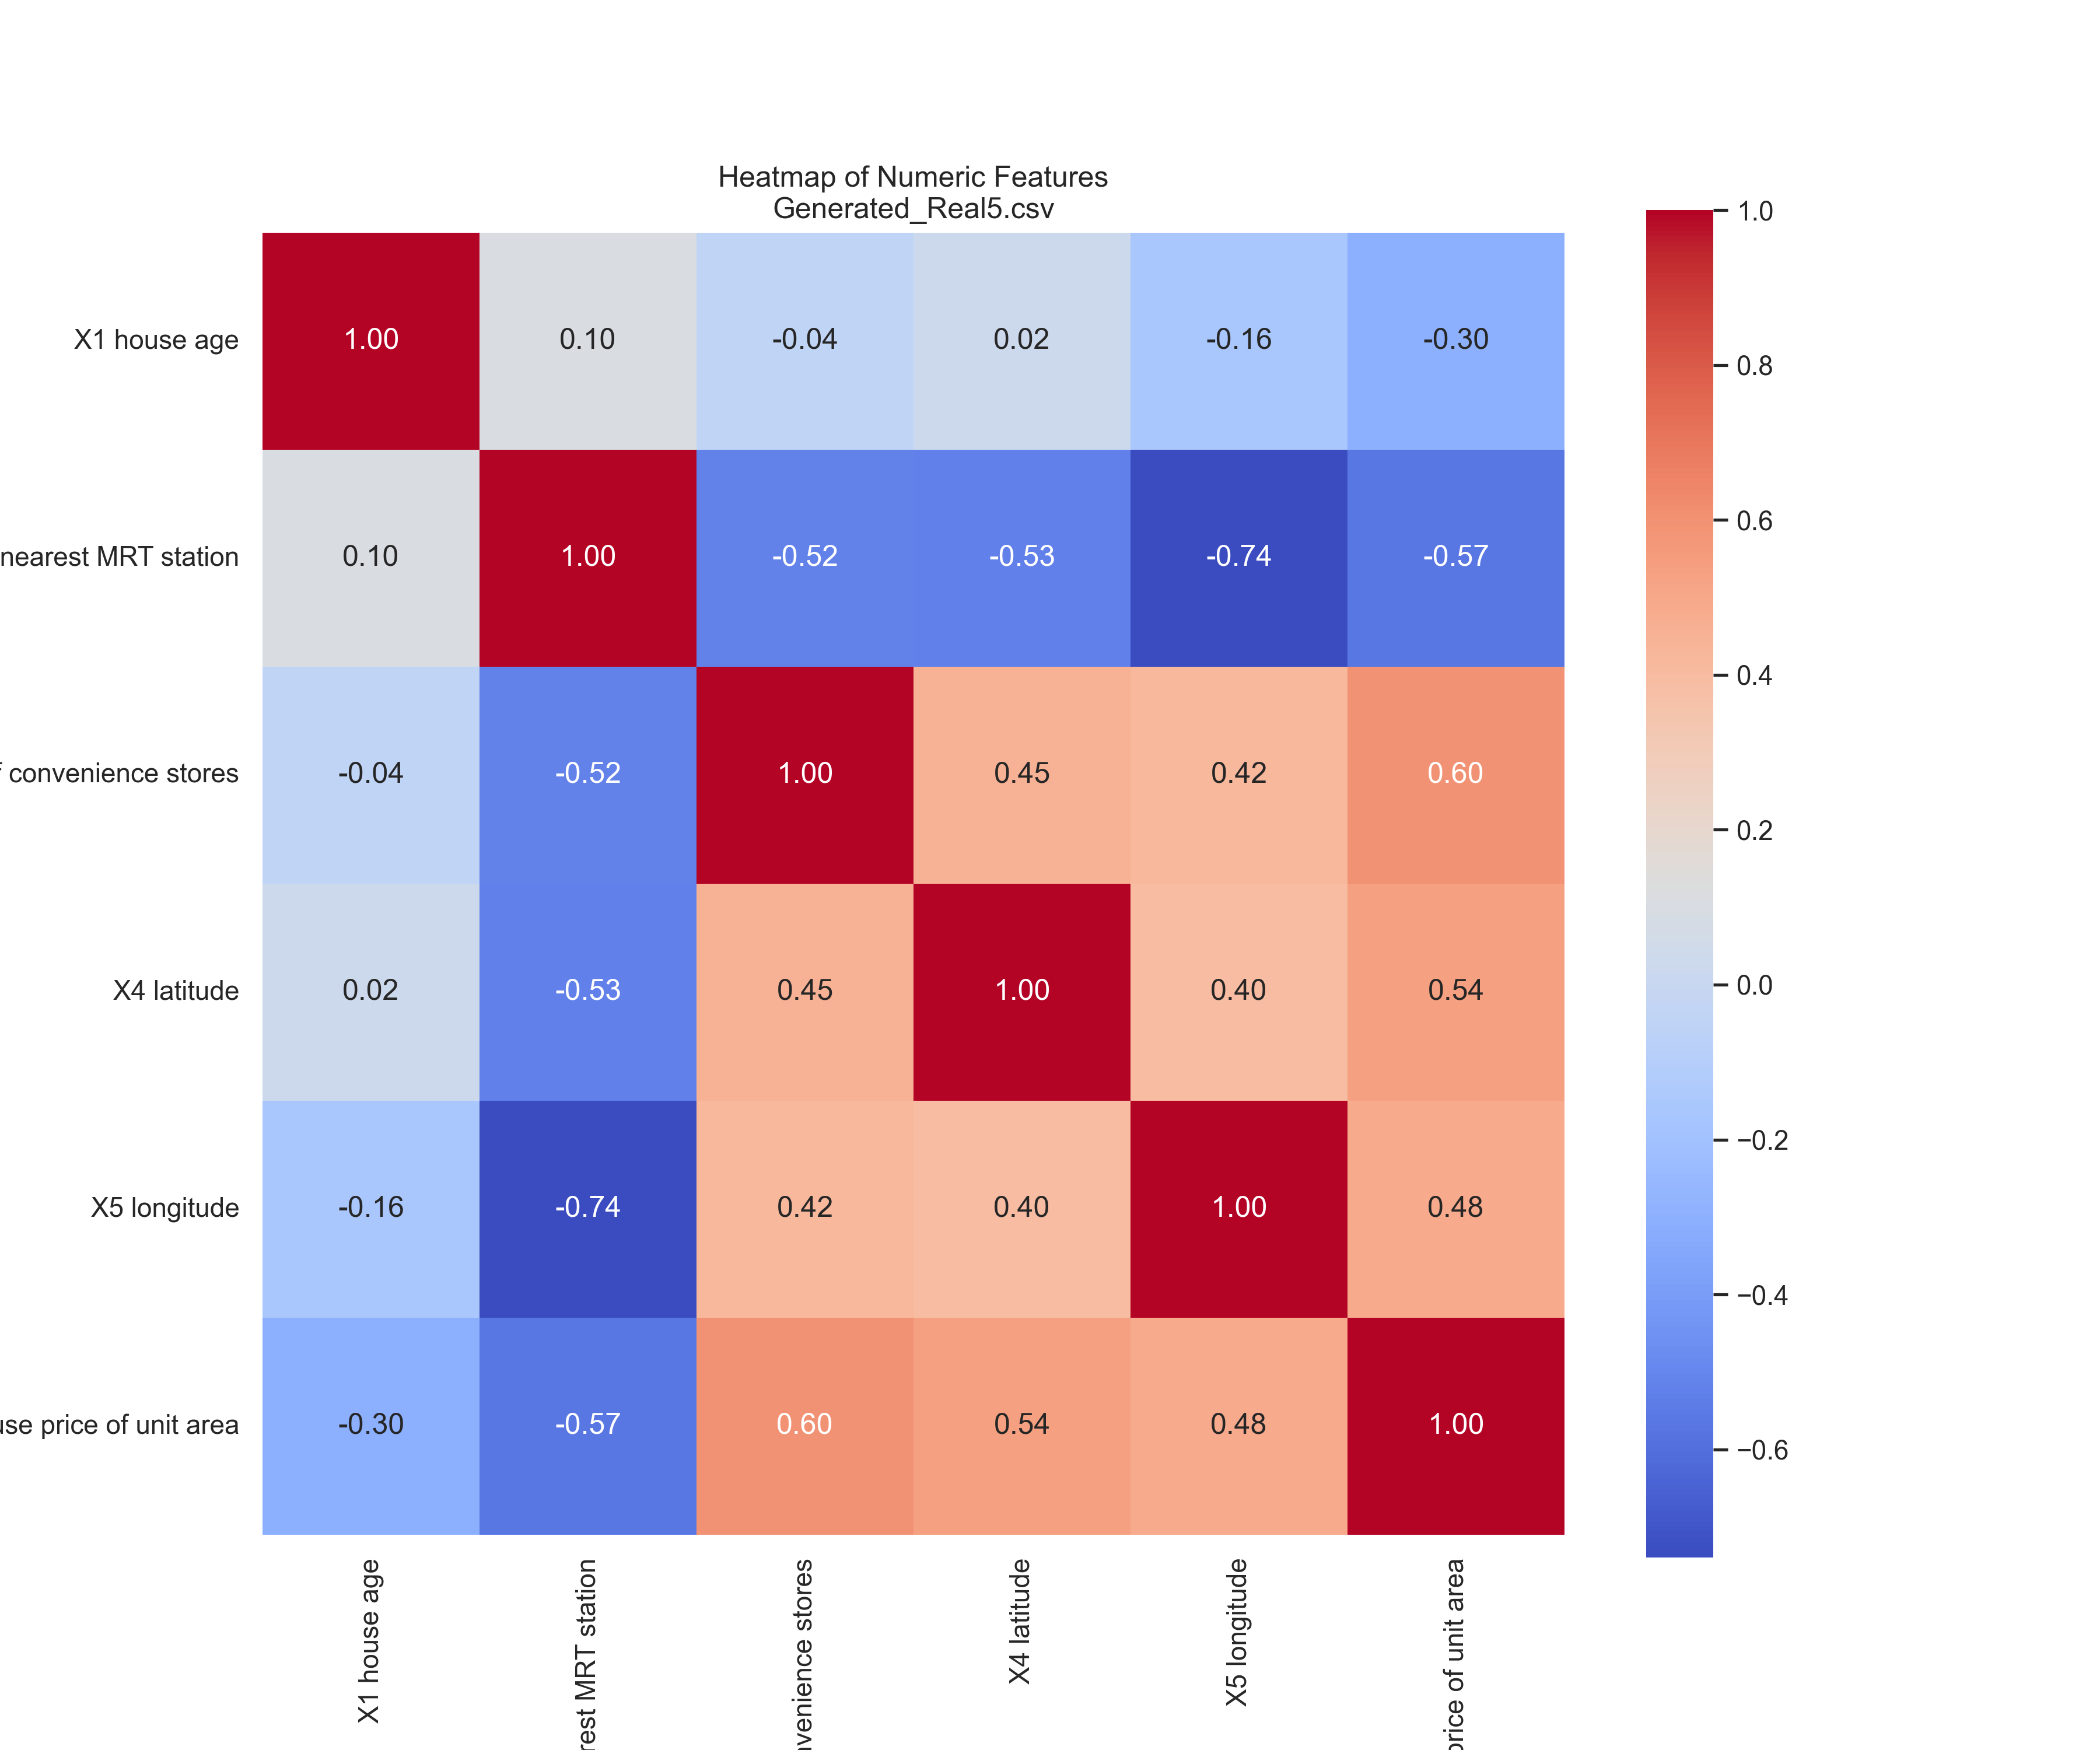 Heatmap of Numeric Features
Generated_Real5.csv
X1 house age
1.00 0.10 -0.04 0.02 -0.16 -0.30
nearest MRT station
0.10 1.00 -0.52 -0.53 -0.74 -0.57
convenience stores
-0.04 -0.52 1.00 0.45 0.42 0.60
X4 latitude
0.02 -0.53 0.45 1.00 0.40 0.54
X5 longitude
-0.16 -0.74 0.42 0.40 1.00 0.48
price of unit area
-0.30 -0.57 0.60 0.54 0.48 1.00
X1 house age
MRT station
stores
X4 latitude
X5 longitude
price of unit area
1.0
0.8
0.6
0.4
0.2
0.0
−0.2
−0.4
−0.6